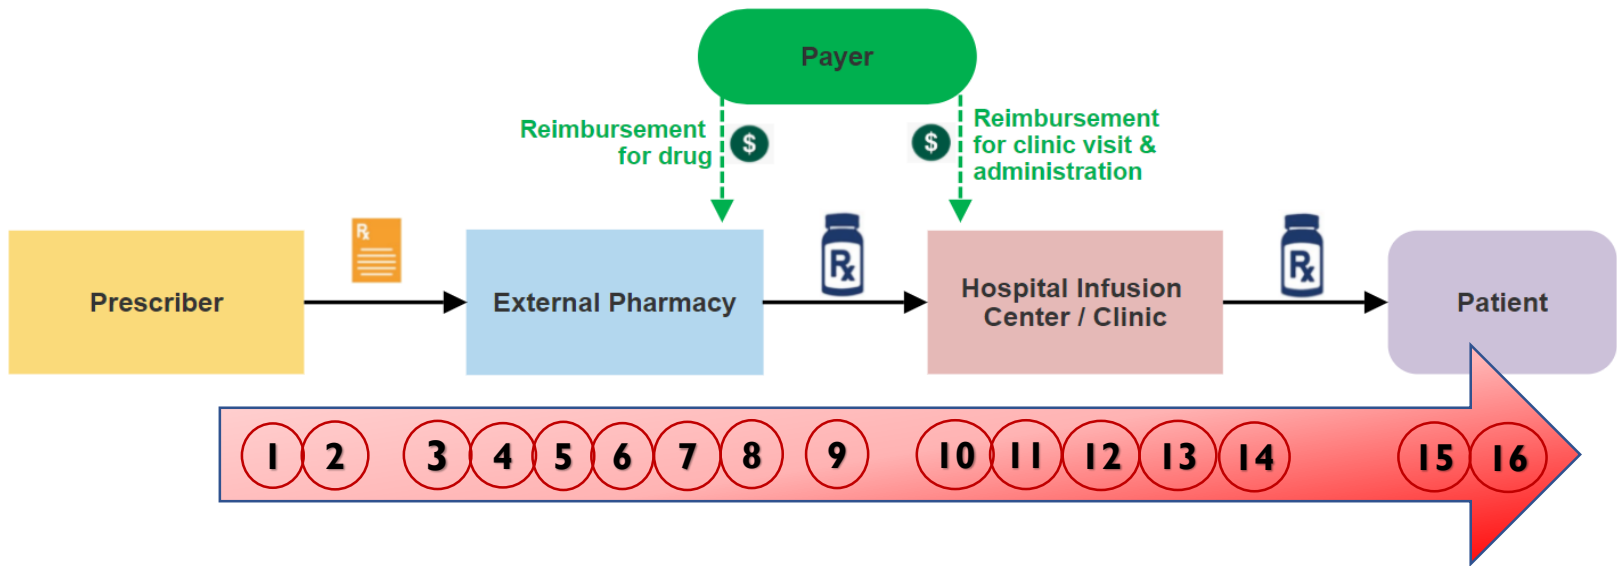 Payer
Reimbursement
for drug
$
$
Reimbursement
for clinic visit &
administration
Rx
Rx
Rx
Prescriber
External Pharmacy
Hospital Infusion
Center / Clinic
Patient
1 2 3 4 5 6 7 8 9 10 11 12 13 14 15 16